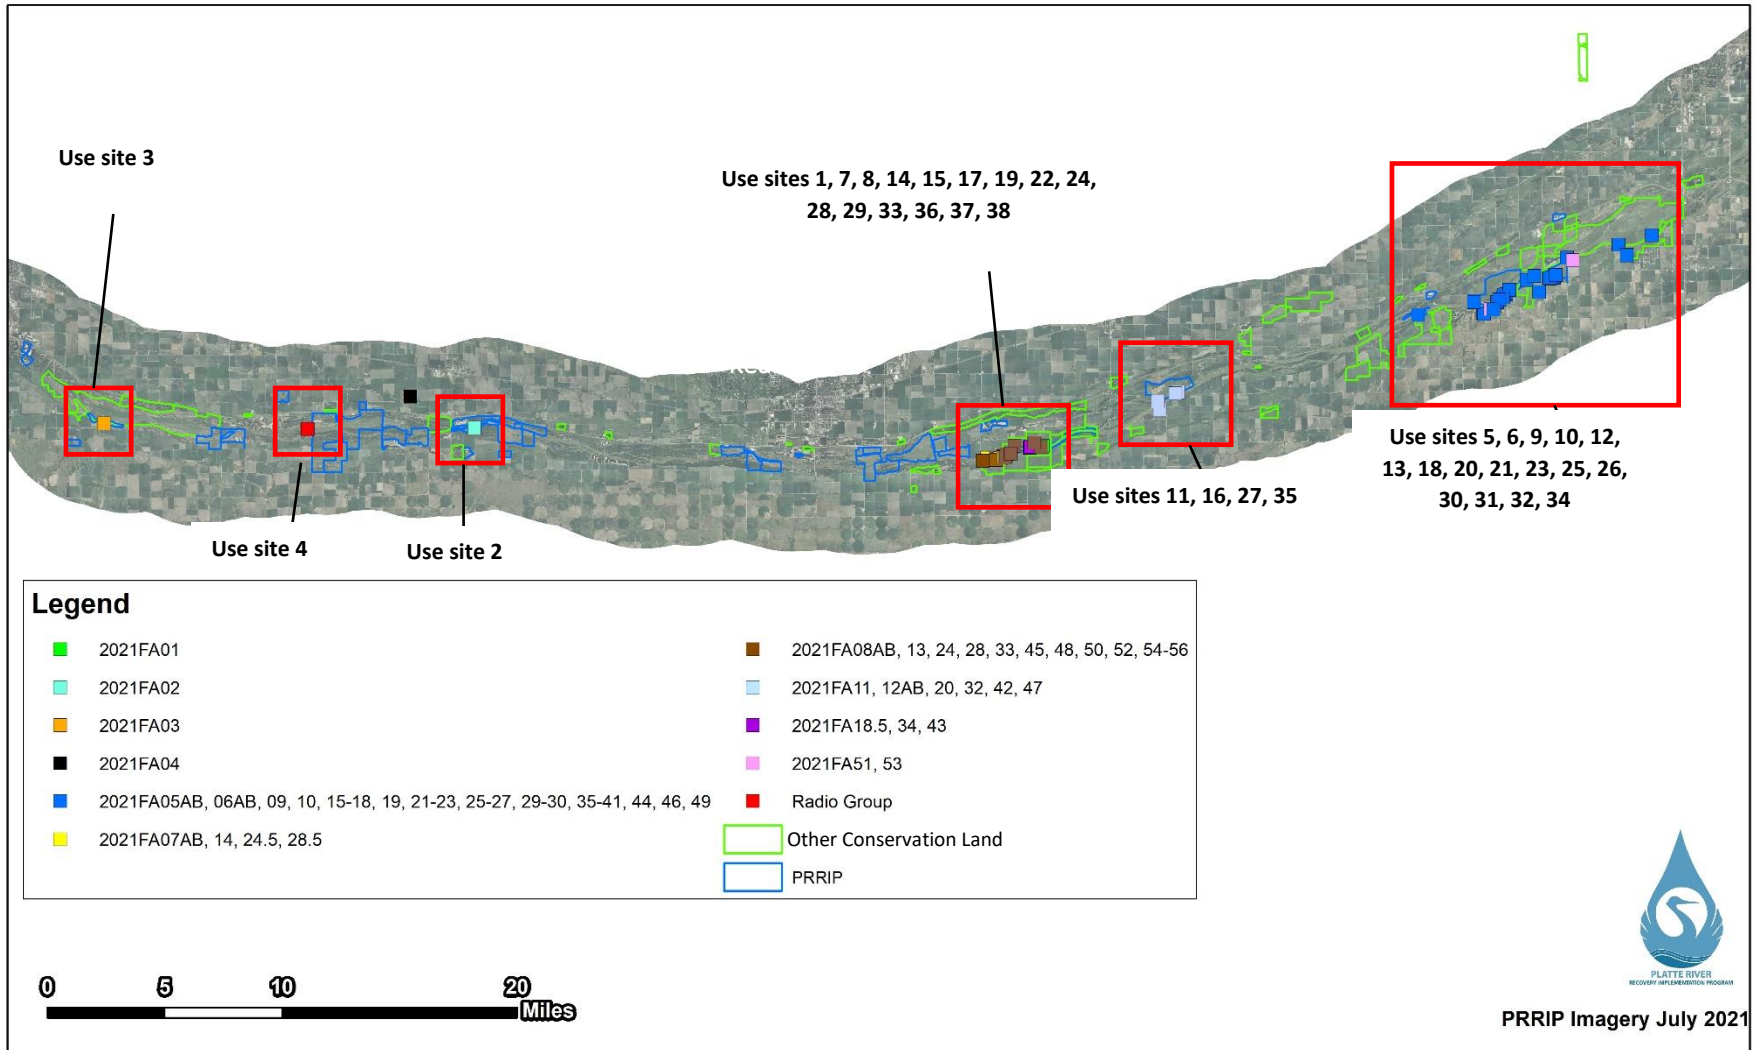 Use site 3
Use sites 1, 7, 8, 14, 15, 17, 19, 22, 24,
28, 29, 33, 36, 37, 38
Use site 4
Use site 2
Use sites 11, 16, 27, 35
Use sites 5, 6, 9, 10, 12,
13, 18, 20, 21, 23, 25, 26,
30, 31, 32, 34
Legend
2021FA01
2021FA02
2021FA03
2021FA04
2021FA05AB, 06AB, 09, 10, 15-18, 19, 21-23, 25-27, 29-30, 35-41, 44, 46, 49
2021FA07AB, 14, 24.5, 28.5
2021FA08AB, 13, 24, 28, 33, 45, 48, 50, 52, 54-56
2021FA11, 12AB, 20, 32, 42, 47
2021FA18.5, 34, 43
2021FA51, 53
Radio Group
Other Conservation Land
PRRIP
0 5 10 20
Miles
PLATTE RIVER
RECOVERY IMPLEMENTATION PROGRAM
PRRIP Imagery July 2021